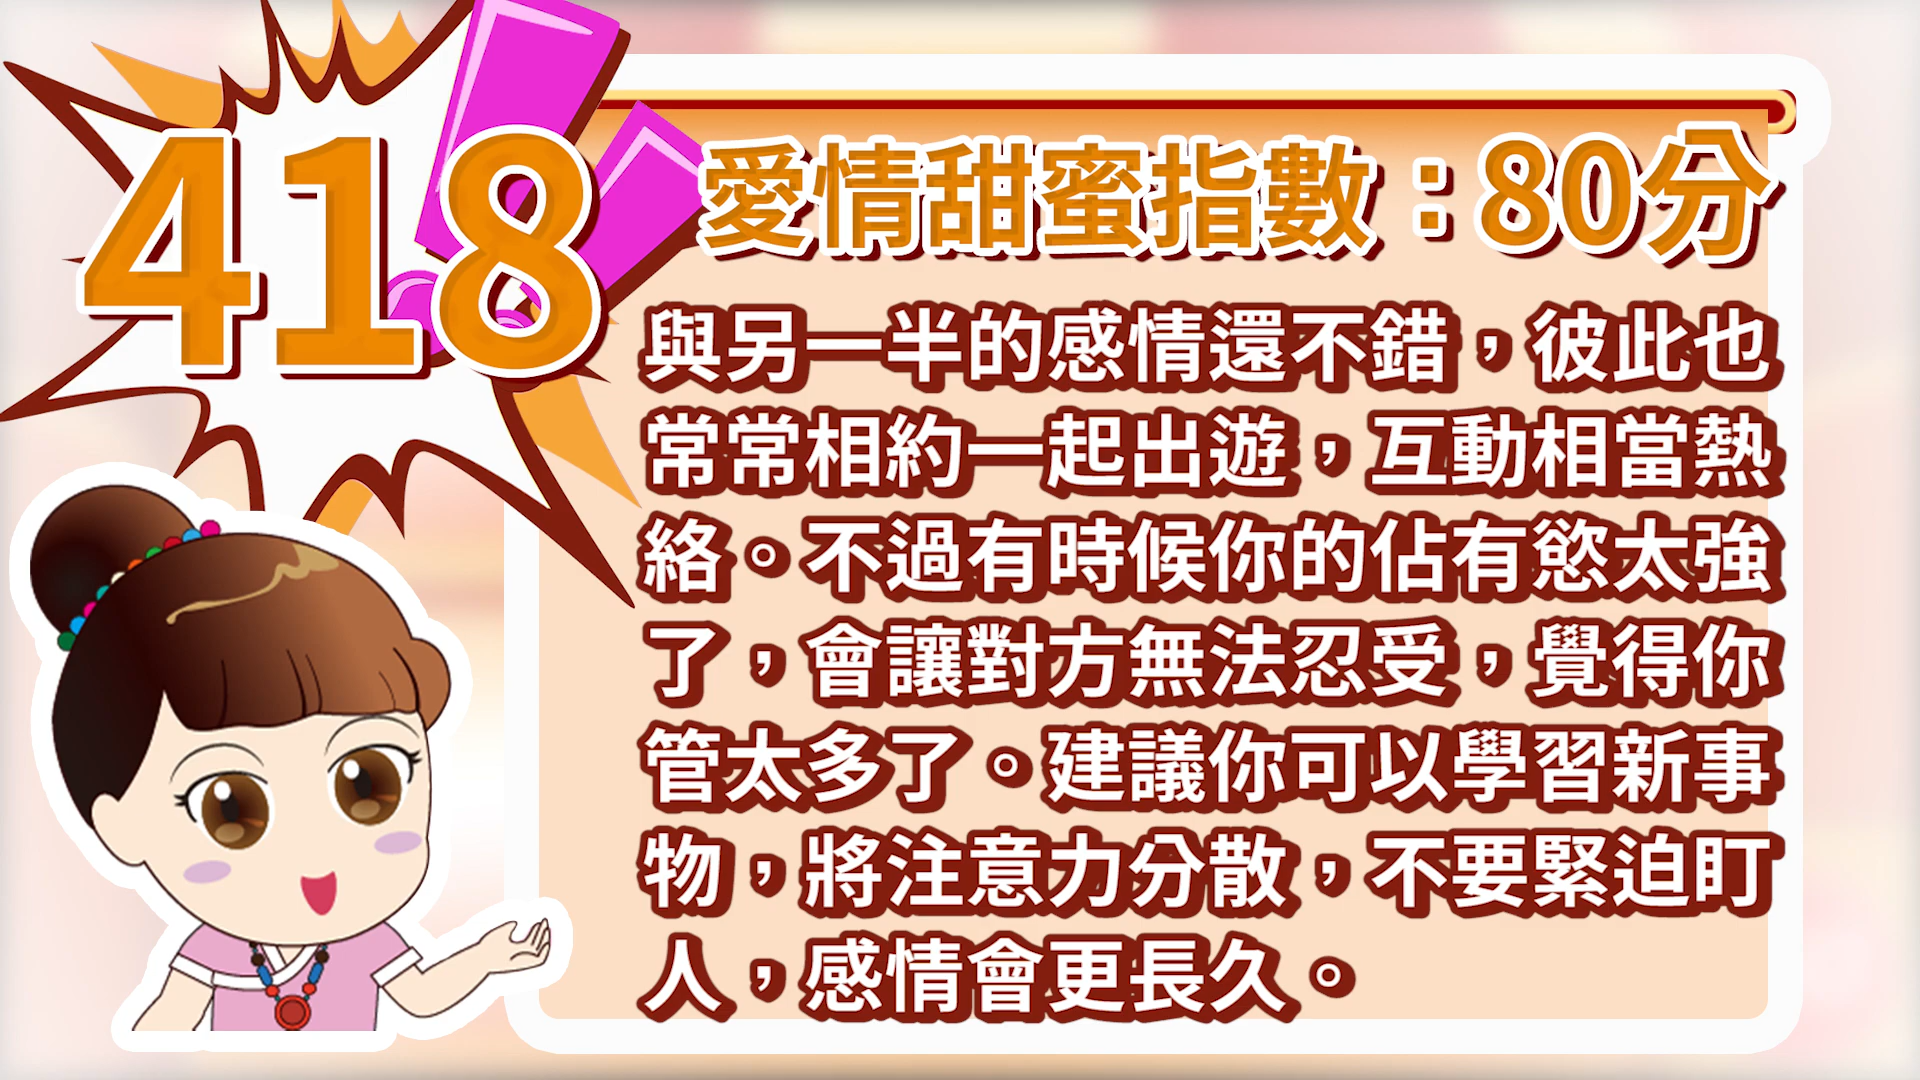 418
愛情甜蜜指數：80分
與另一半的感情還不錯，彼此也
常常相約一起出遊，互動相當熱
絡。不過有時候你的佔有慾太強
了，會讓對方無法忍受，覺得你
管太多了。建議你可以學習新事
物，將注意力分散，不要緊迫盯
人，感情會更長久。